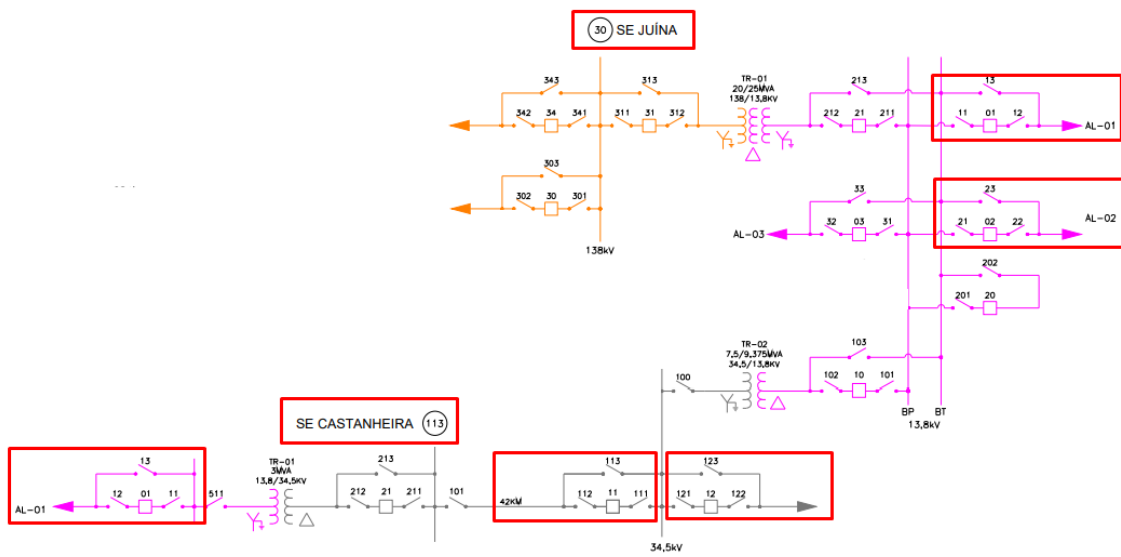 30 SE JUÍNA
343
313
TR-01
20/25MVA
138/13,8KV
213
13
342 34 341
311 31 312
212 21 211
11 01 12
AL-01
303
302 30 301
33
23
AL-02
AL-03
32 03 31
21 02 22
138kV
202
201 20
TR-02
7.5/9.375MVA
34.5/13,8KV
103
100
102 10 101
BP BT
13,8kV
SE CASTANHEIRA 113
13
TR-01
3MVA
13,8/34,5KV
213
113
123
AL-01
12 01 11
511
212 21 211
101
42KM
112 11 111
121 12 122
34,5kV